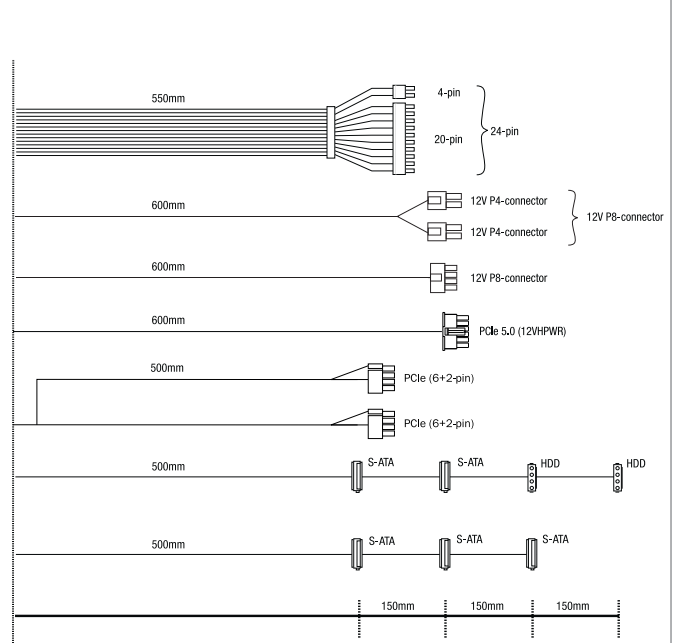 550mm
4-pin
20-pin
24-pin
600mm
12V P4-connector
12V P4-connector
12V P8-connector
600mm
12V P8-connector
600mm
PCIe 5.0 (12VHPWR)
500mm
PCIe (6+2-pin)
PCIe (6+2-pin)
500mm
S-ATA
S-ATA
HDD
HDD
500mm
S-ATA
S-ATA
S-ATA
150mm
150mm
150mm